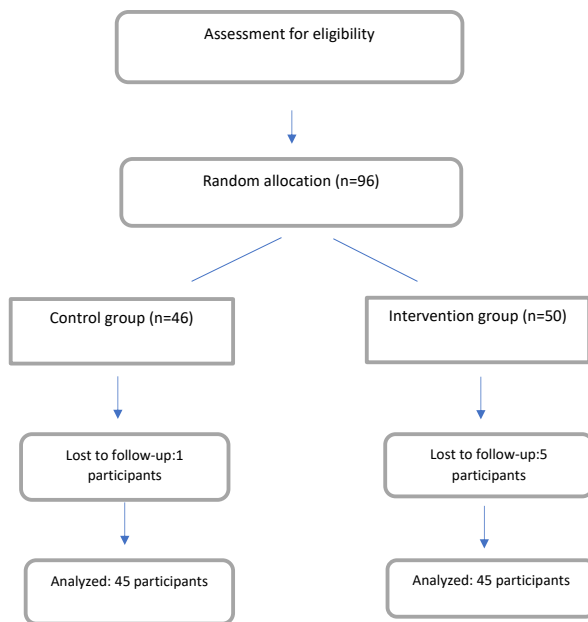 Assessment for eligibility
Random allocation (n=96)
Control group (n=46)
Intervention group (n=50)
Lost to follow-up:1
participants
Lost to follow-up:5
participants
Analyzed: 45 participants
Analyzed: 45 participants